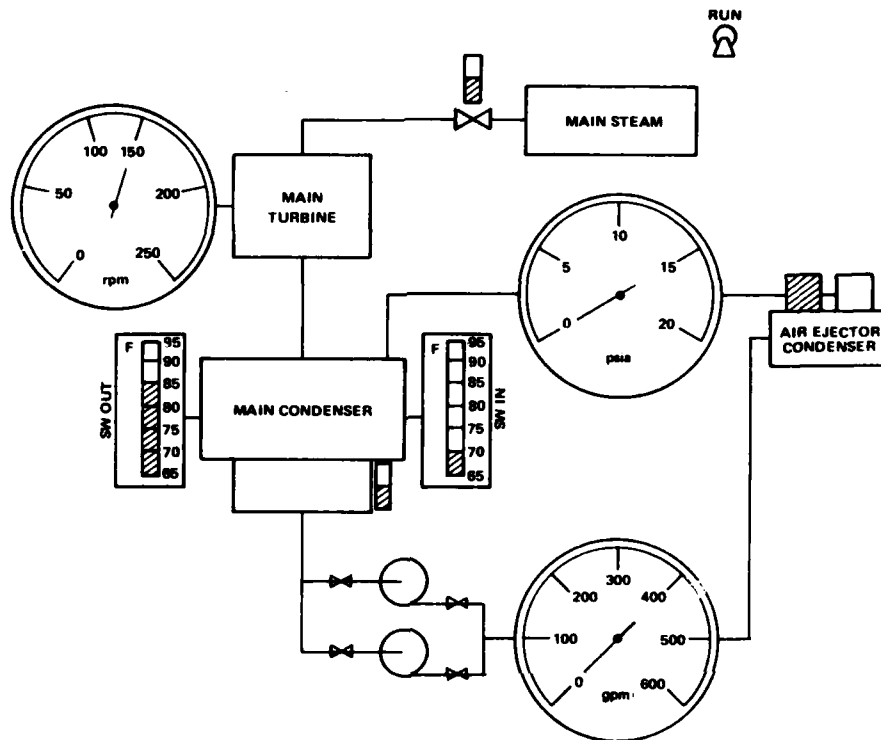 RUN
MAIN STEAM
0
50
100
150
200
250
rpm
MAIN
TURBINE
0
5
10
15
20
psia
AIR EJECTOR
CONDENSER
SW OUT
F
95
90
85
80
75
70
65
MAIN CONDENSER
F
95
90
85
80
75
70
65
SW IN
0
100
200
300
400
500
600
gpm